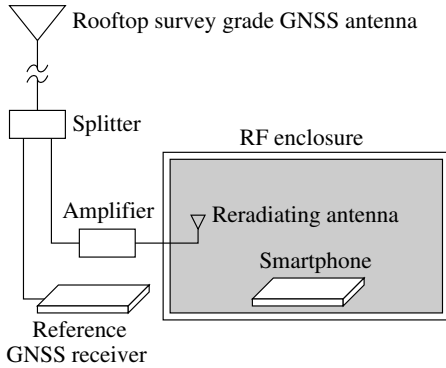 Rooftop survey grade GNSS antenna
Splitter
RF enclosure
Amplifier
Reradiating antenna
Smartphone
Reference
GNSS receiver